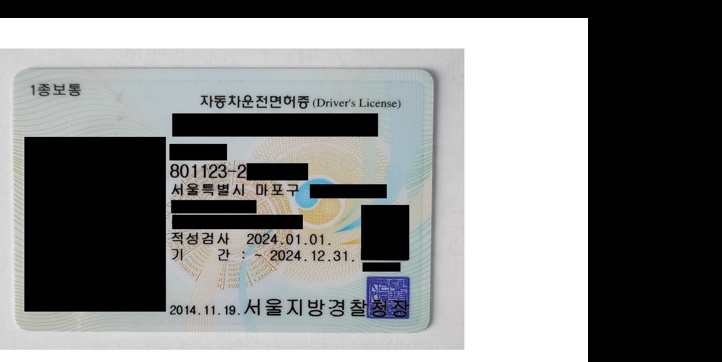 1종보통
자동차운전면허증 (Driver's License)
801123-2
서울특별시 마포구
적성검사 2024.01.01.
기 간 : ~ 2024.12.31.
2014.11.19. 서울지방경찰청장